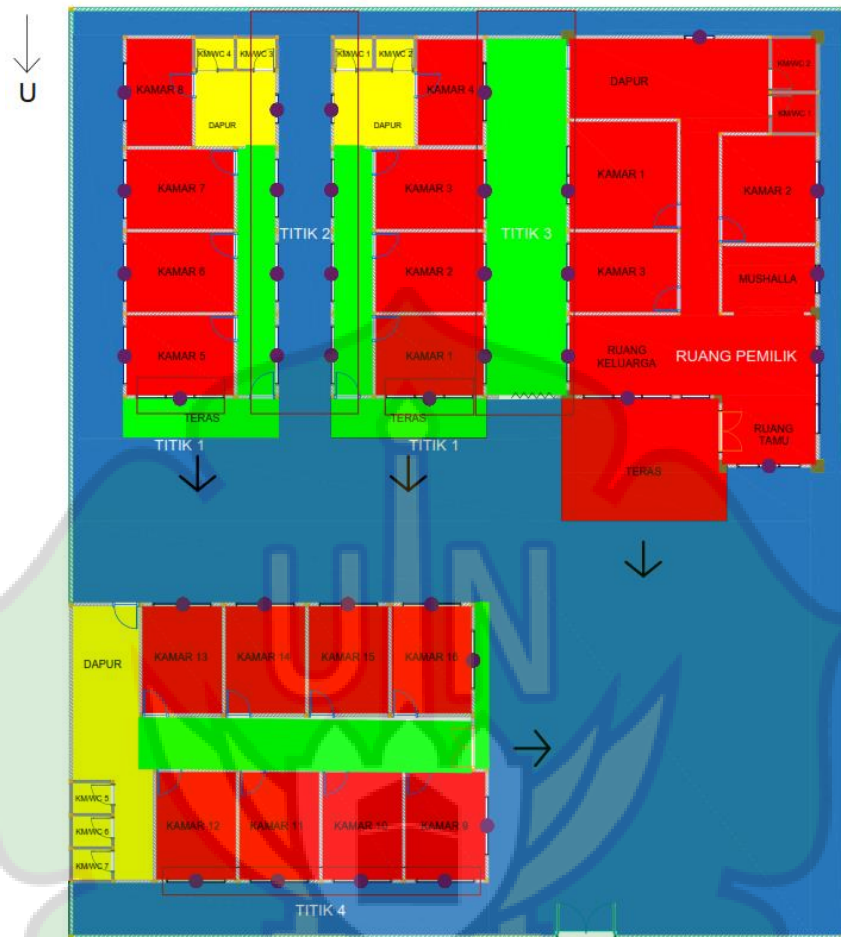 U
KM/WC 4 KM/WC 3 KM/WC 1 KM/WC 2
KM/WC 2
KAMAR 8 KAMAR 4 DAPUR
DAPUR DAPUR
KM/WC 1
KAMAR 7 KAMAR 3 KAMAR 1 KAMAR 2
TITIK 2 TITIK 3
KAMAR 6 KAMAR 2 KAMAR 3 MUSHALLA
KAMAR 5 KAMAR 1
RUANG
KELUARGA
RUANG PEMILIK
TERAS TERAS
RUANG
TAMU
TITIK 1 TITIK 1
TERAS
UIN
DAPUR KAMAR 13 KAMAR 14 KAMAR 15 KAMAR 16
KM/WC 5
KM/WC 6
KM/WC 7
KAMAR 12 KAMAR 11 KAMAR 10 KAMAR 9
TITIK 4